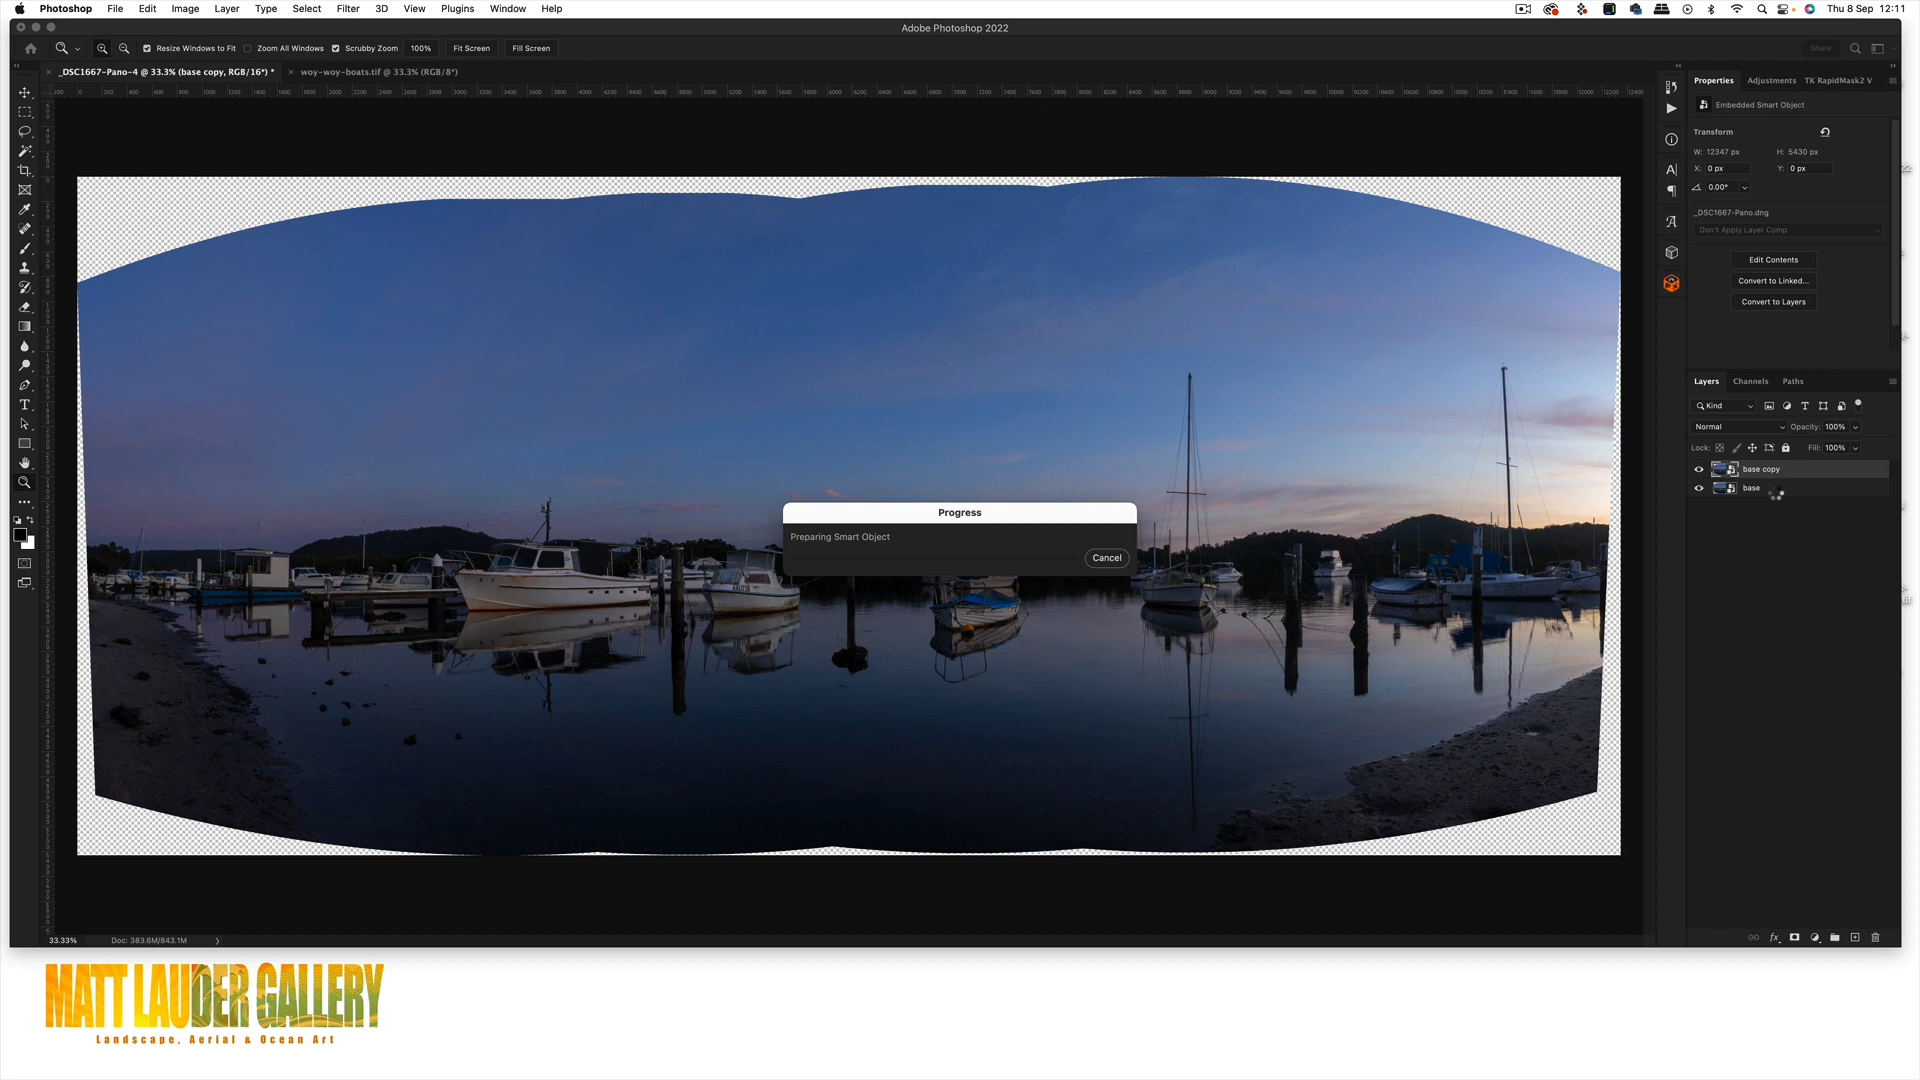 Photoshop File Edit Image Layer Type Select Filter 3D View Plugins Window Help Thu 8 Sep 12:11
Adobe Photoshop 2022
Resize Windows to Fit Zoom All Windows Scrubby Zoom 100% Fit Screen Fill Screen Share
_DSC1667-Pano-4 @ 33.3% (base copy, RGB/16*) * woy-woy-boats.tif @ 33.3% (RGB/8*)
Properties Adjustments TK RapidMask2 V
Embedded Smart Object
Transform
W: 12347 px H: 5430 px
X: 0 px Y: 0 px
0.00°
_DSC1667-Pano.dng
Don't Apply Layer Comp
Edit Contents
Convert to Linked...
Convert to Layers
Layers Channels Paths
Kind
Normal Opacity: 100%
Lock: Fill: 100%
base copy
base
Progress
Preparing Smart Object
Cancel
33.33% Doc: 383.6M/843.1M
MATT LAUDER GALLERY
Landscape, Aerial & Ocean Art